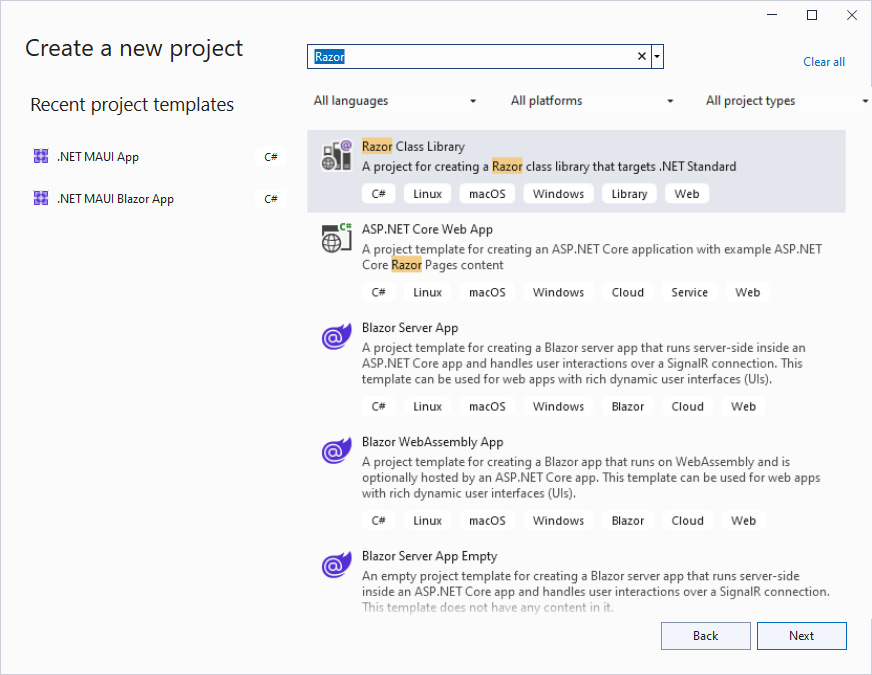 Create a new project
Razor
Clear all
Recent project templates
All languages
All platforms
All project types
.NET MAUI App
C#
.NET MAUI Blazor App
C#
Razor Class Library
A project for creating a Razor class library that targets .NET Standard
C# Linux macOS Windows Library Web
C#
ASP.NET Core Web App
A project template for creating an ASP.NET Core application with example ASP.NET
Core Razor Pages content
C# Linux macOS Windows Cloud Service Web
Blazor Server App
A project template for creating a Blazor server app that runs server-side inside an
ASP.NET Core app and handles user interactions over a SignalR connection. This
template can be used for web apps with rich dynamic user interfaces (UIs).
C# Linux macOS Windows Blazor Cloud Web
Blazor WebAssembly App
A project template for creating a Blazor app that runs on WebAssembly and is
optionally hosted by an ASP.NET Core app. This template can be used for web apps
with rich dynamic user interfaces (UIs).
C# Linux macOS Windows Blazor Cloud Web
Blazor Server App Empty
An empty project template for creating a Blazor server app that runs server-side
inside an ASP.NET Core app and handles user interactions over a SignalR connection.
This template does not have any content in it.
Back
Next